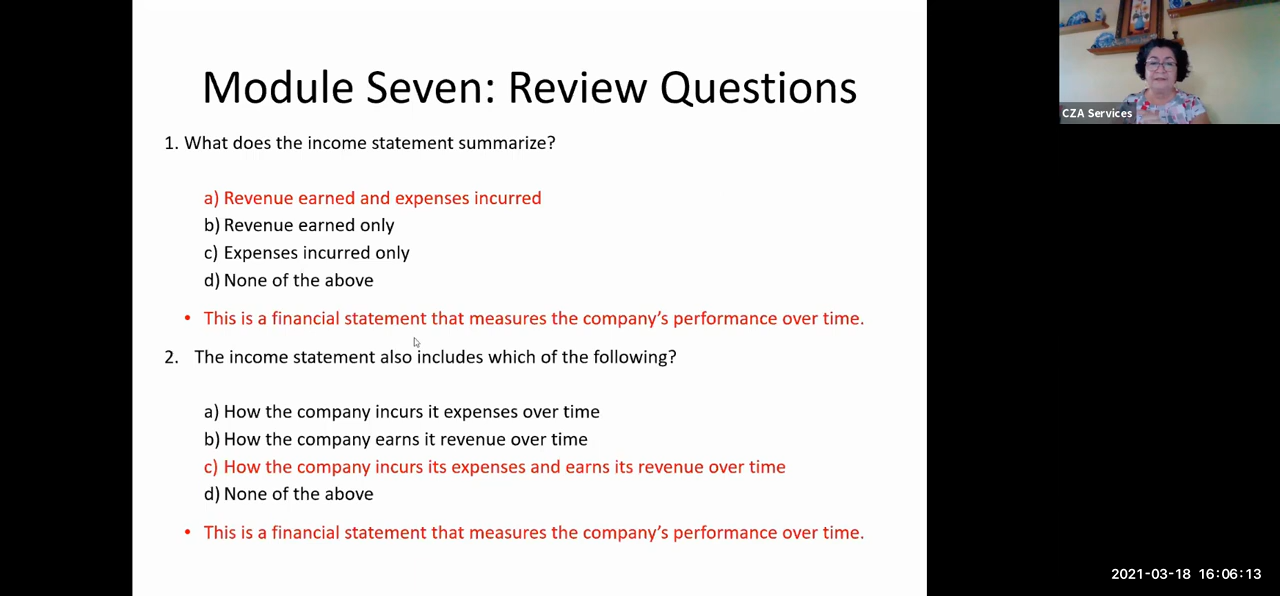 Module Seven: Review Questions
1. What does the income statement summarize?
a) Revenue earned and expenses incurred
b) Revenue earned only
c) Expenses incurred only
d) None of the above
• This is a financial statement that measures the company's performance over time.
2. The income statement also includes which of the following?
a) How the company incurs it expenses over time
b) How the company earns it revenue over time
c) How the company incurs its expenses and earns its revenue over time
d) None of the above
• This is a financial statement that measures the company's performance over time.
CZA Services
2021-03-18 16:06:13